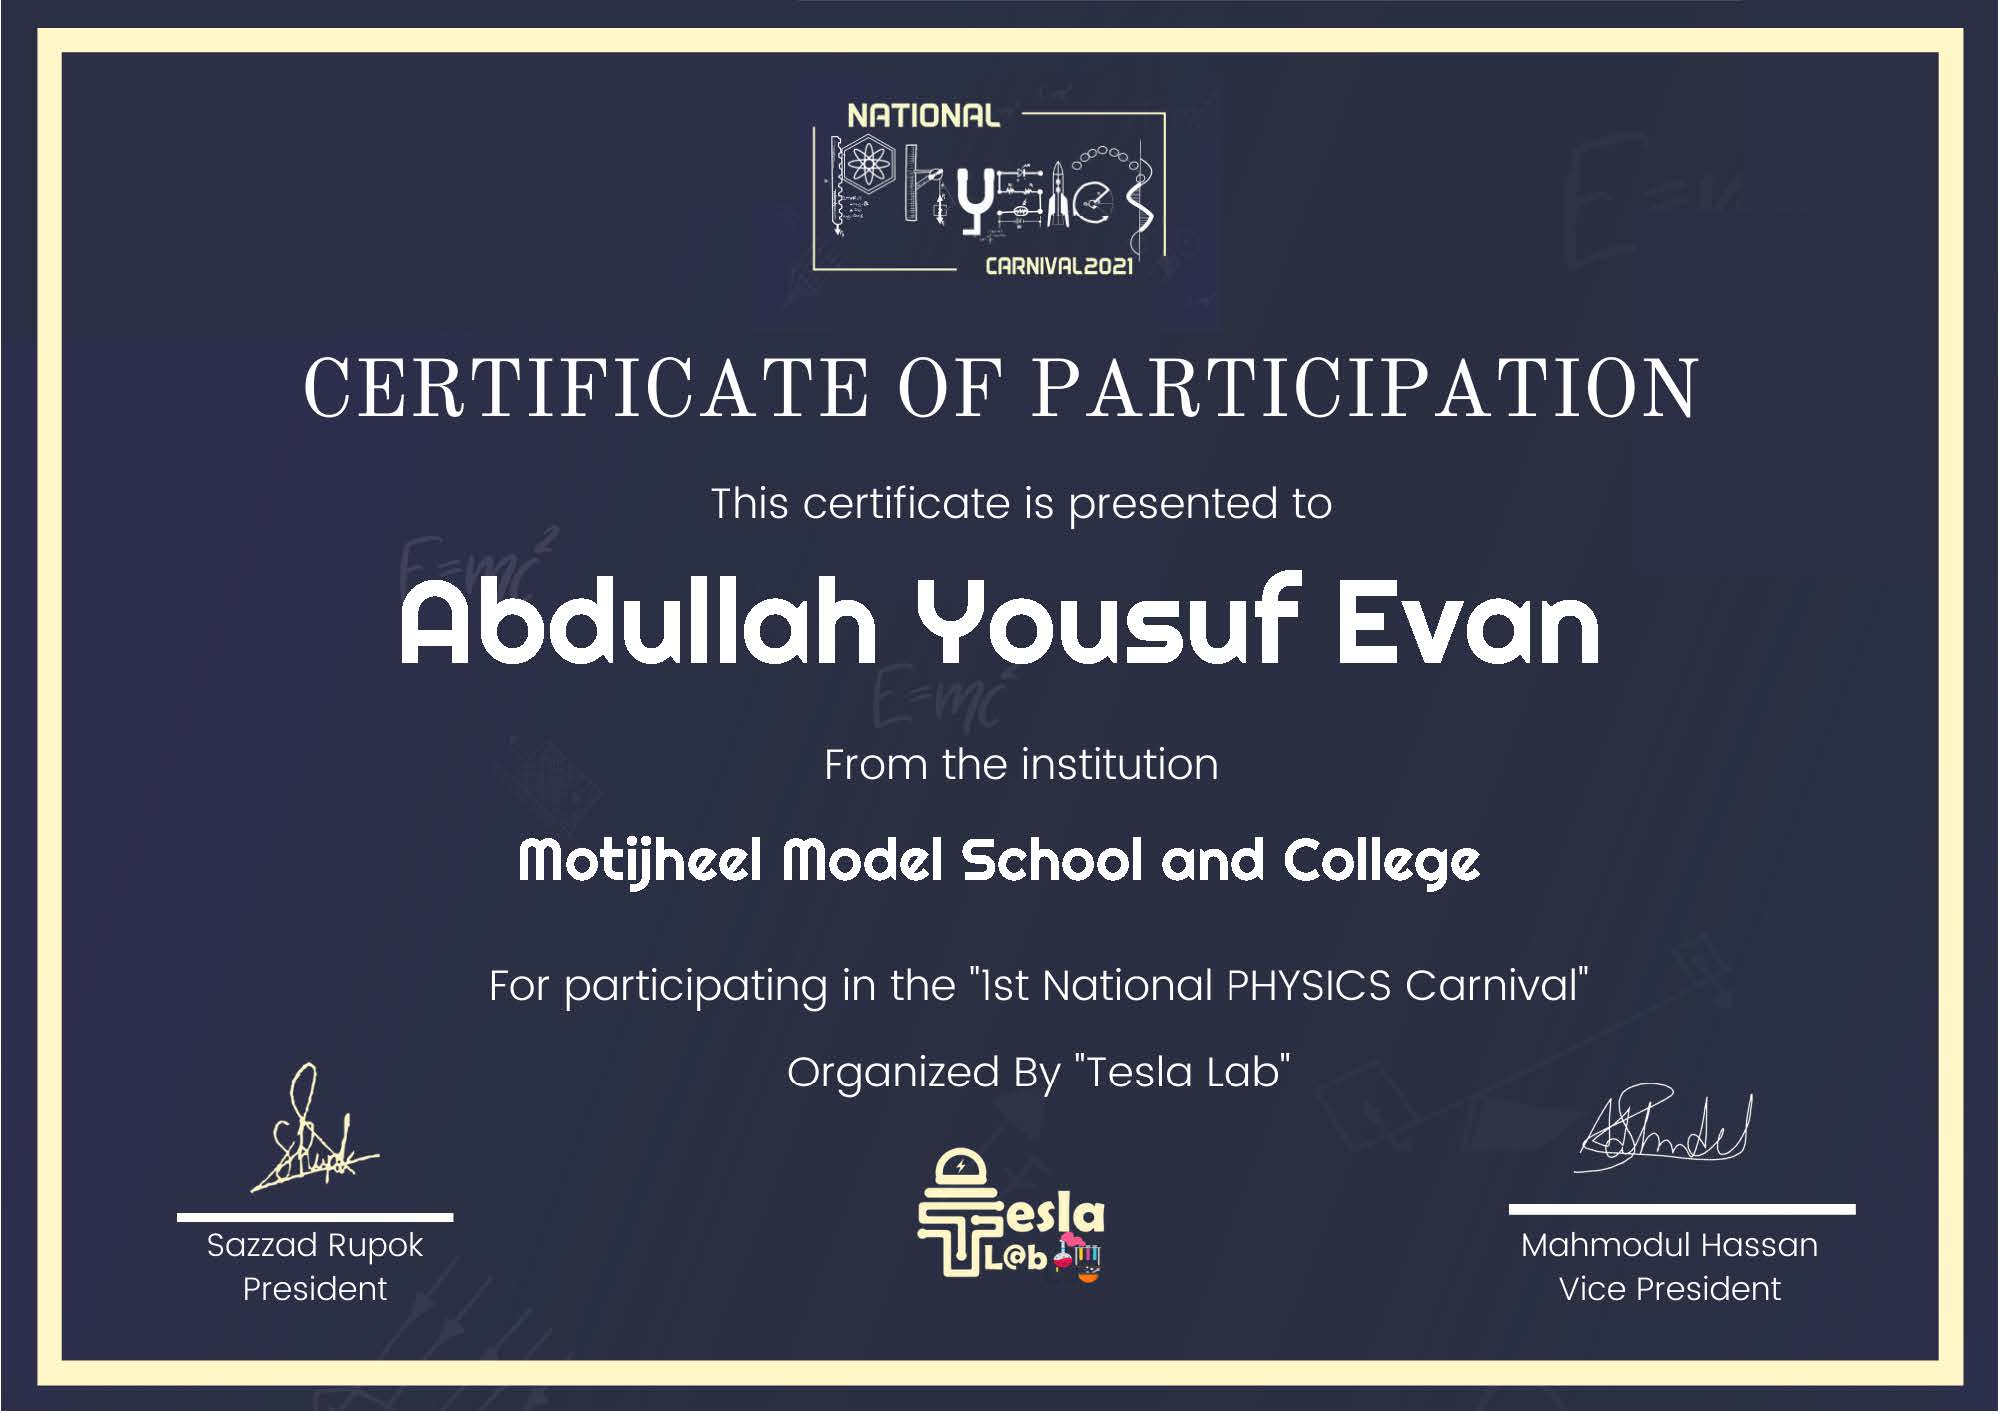 NATIONAL
Physics
CARNIVAL2021
CERTIFICATE OF PARTICIPATION
This certificate is presented to
E=mc²
Abdullah Yousuf Evan
E=mc²
From the institution
Motijheel Model School and College
For participating in the "1st National PHYSICS Carnival"
Organized By "Tesla Lab"
Tesla
L@b
Sazzad Rupok
President
Mahmodul Hassan
Vice President